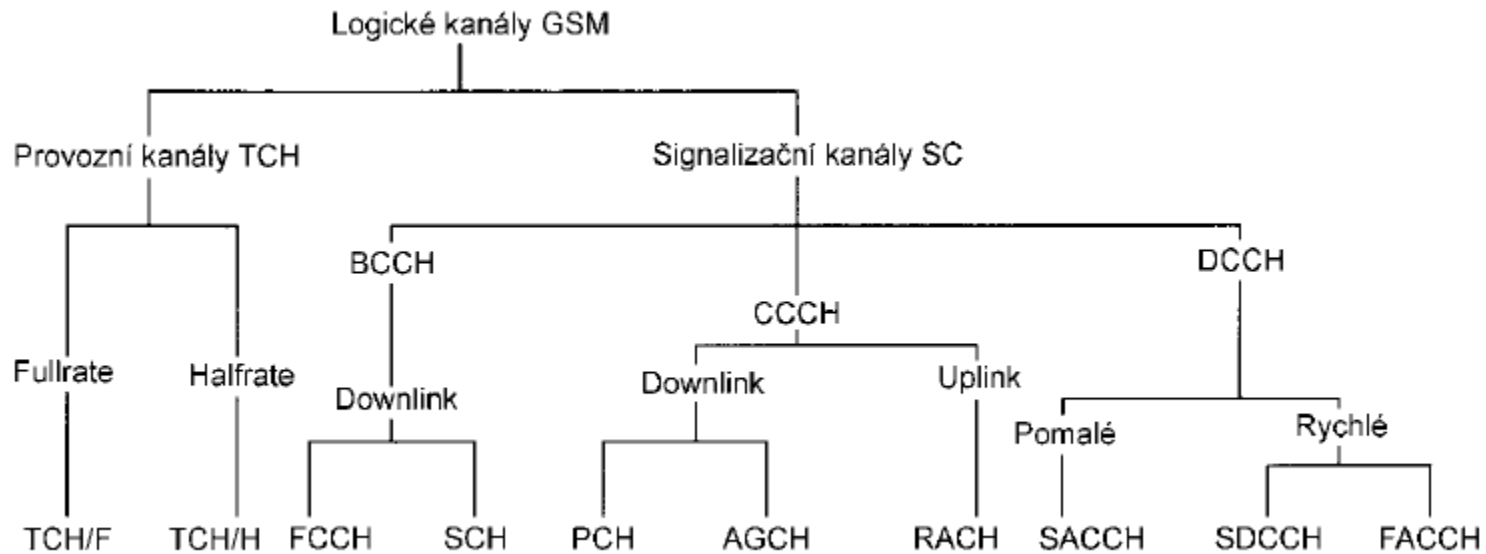 Logické kanály GSM
Provozní kanály TCH
Signalizační kanály SC
BCCH
DCCH
CCCH
Fullrate
Halfrate
Downlink
Downlink
Uplink
Pomalé
Rychlé
TCH/F
TCH/H
FCCH
SCH
PCH
AGCH
RACH
SACCH
SDCCH
FACCH